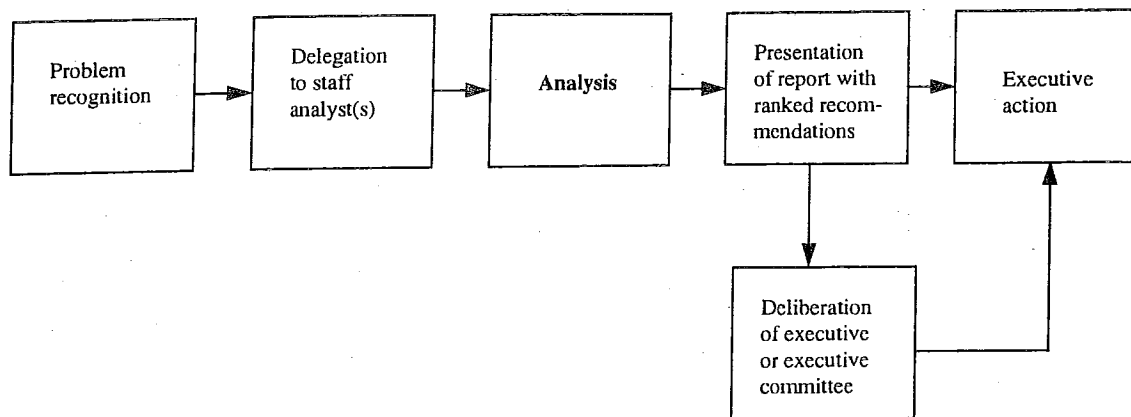 Problem
recognition
Delegation
to staff
analyst(s)
Analysis
Presentation
of report with
ranked recom-
mendations
Executive
action
Deliberation
of executive
or executive
committee